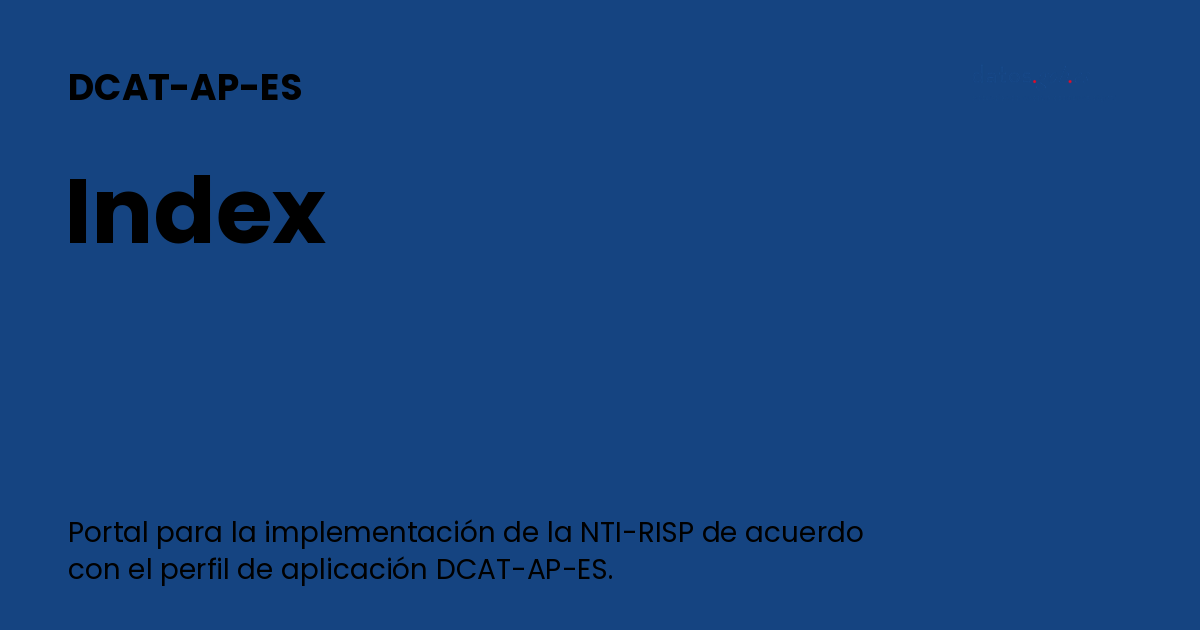 DCAT-AP-ES
Index
Portal para la implementación de la NTI-RISP de acuerdo
con el perfil de aplicación DCAT-AP-ES.